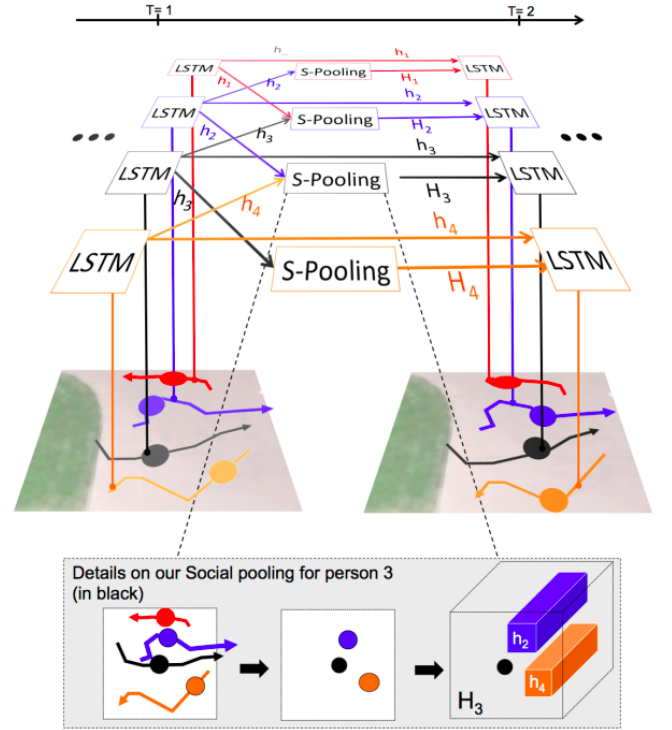 T= 1
T= 2
h...
h₁
LSTM
S-Pooling
LSTM
h₁
h₂
H₁
h₂
LSTM
S-Pooling
LSTM
h₂
h₃
H₂
h₃
LSTM
S-Pooling
LSTM
h₃
h₄
H₃
h₄
LSTM
S-Pooling
LSTM
H₄
Details on our Social pooling for person 3
(in black)
h₂
h₄
H₃